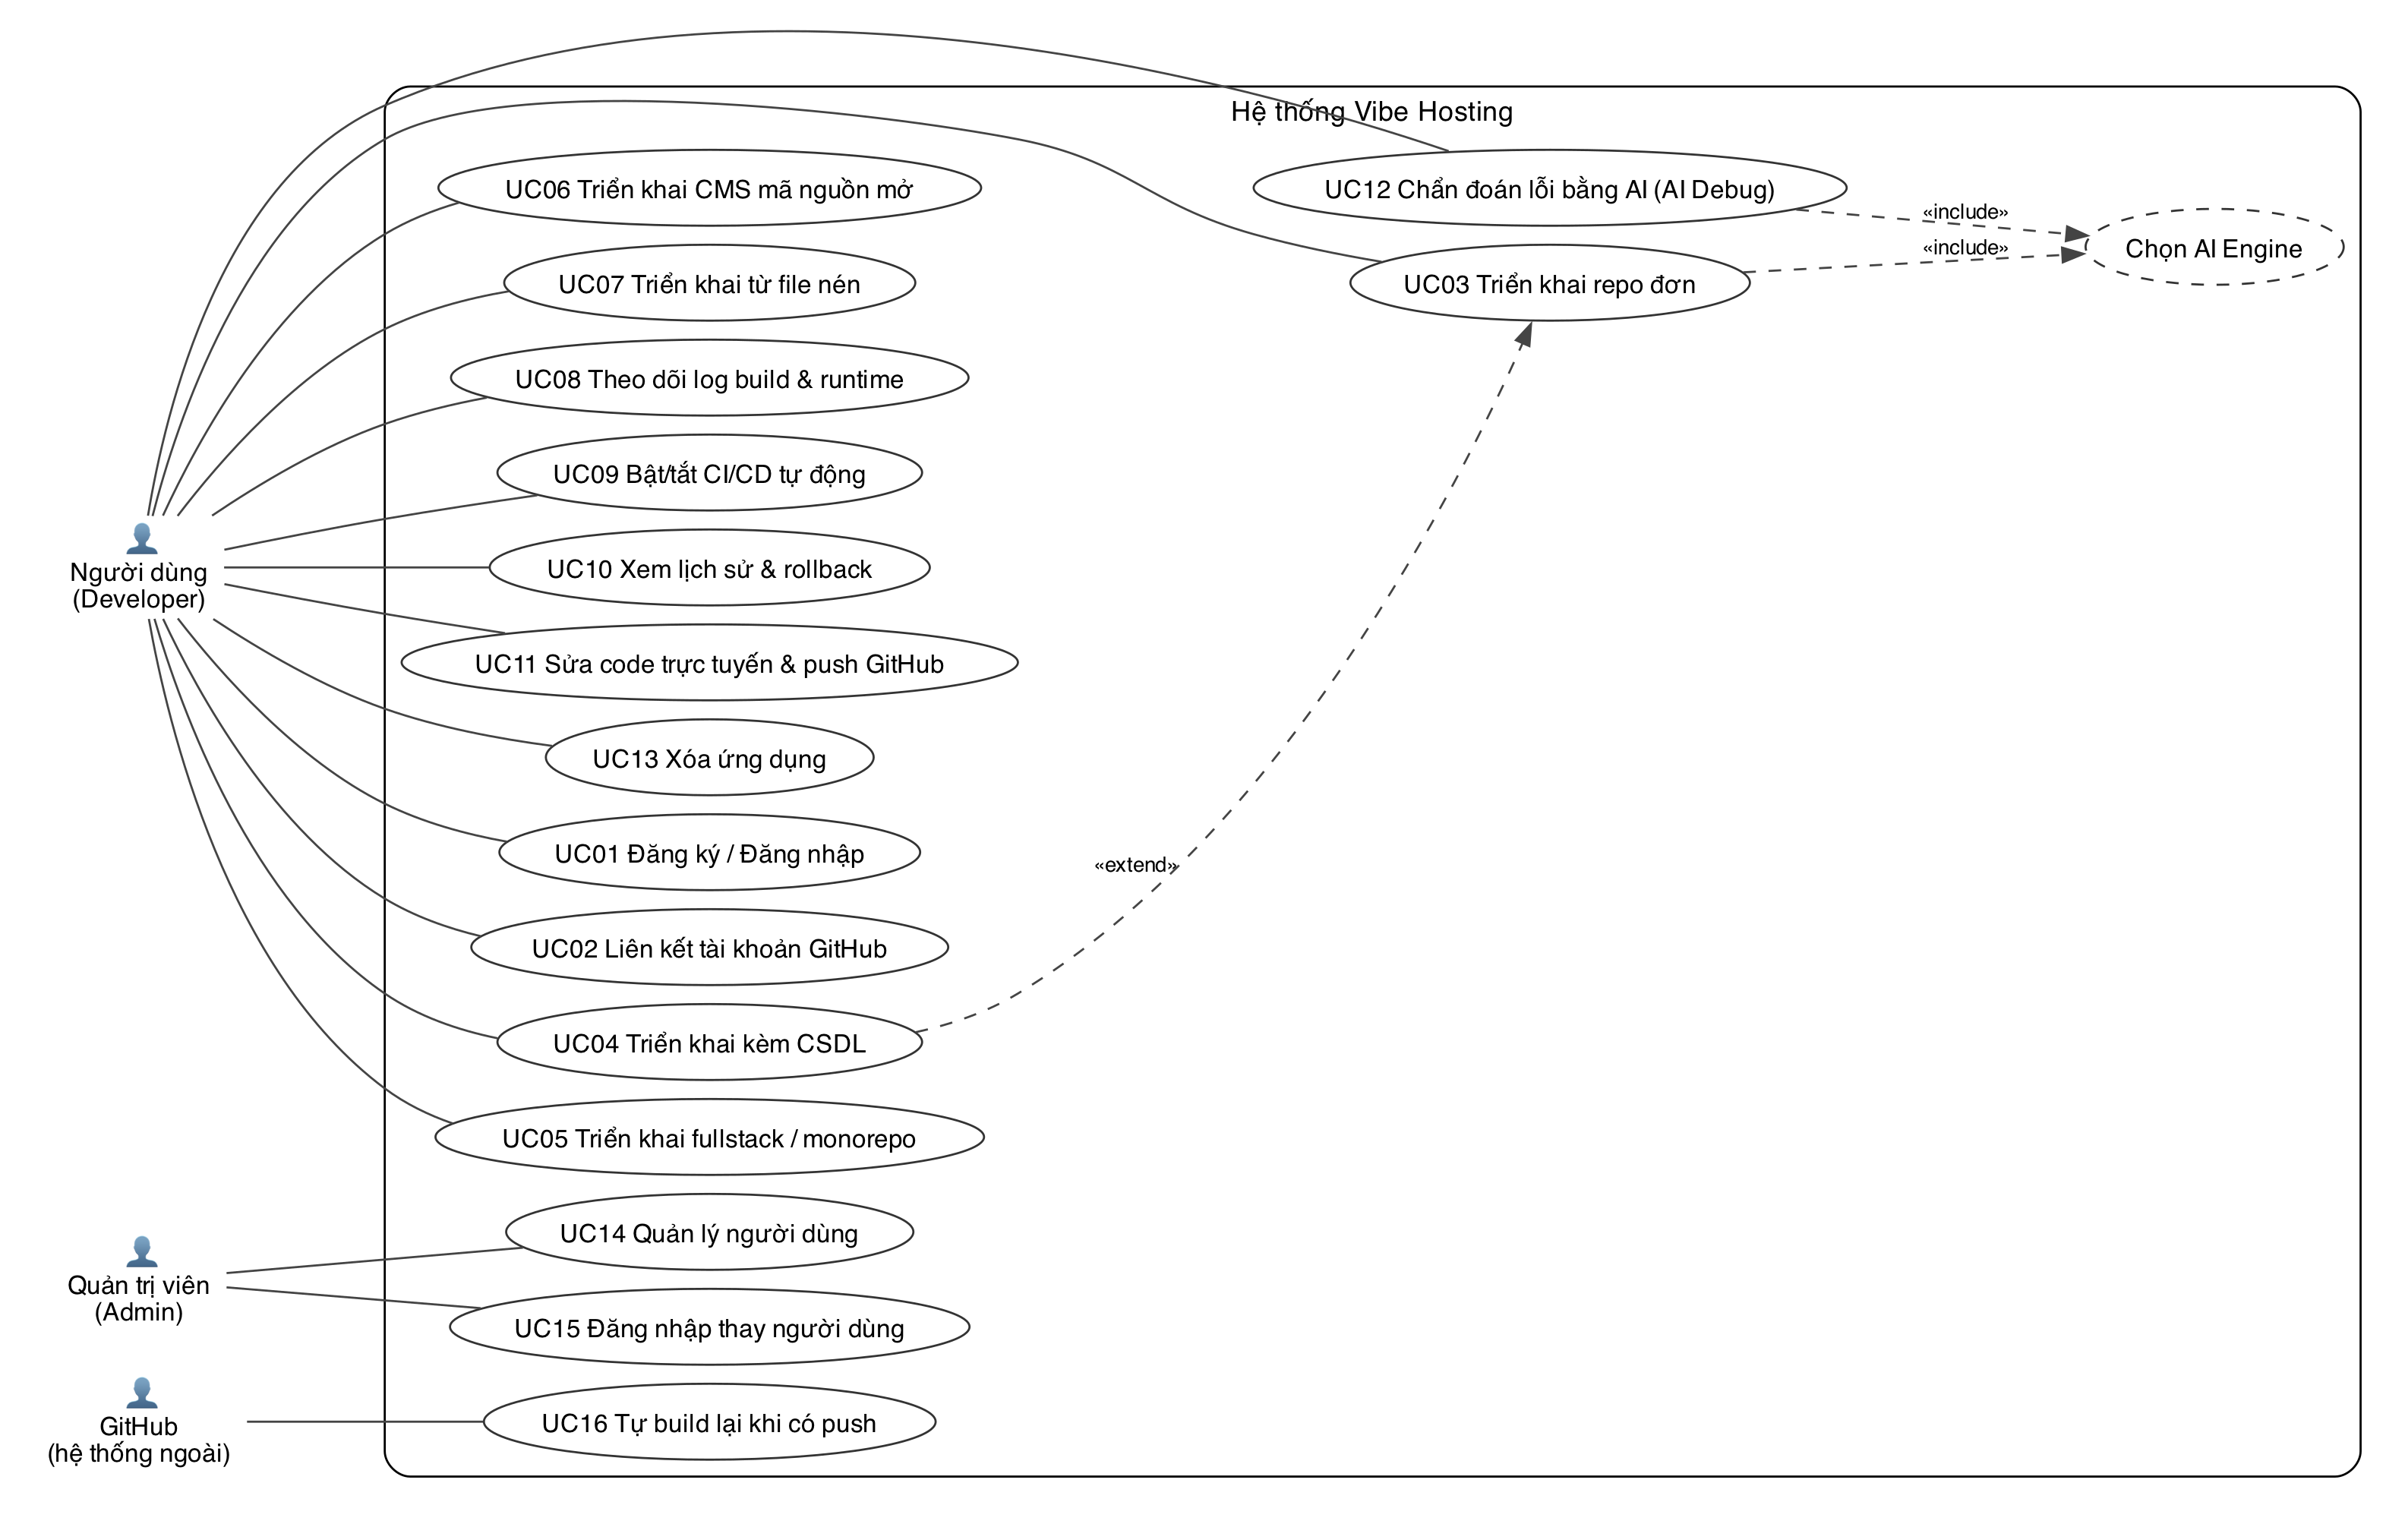 Hệ thống Vibe Hosting
UC06 Triển khai CMS mã nguồn mở
UC12 Chẩn đoán lỗi bằng AI (AI Debug)
«include»
«include»
Chọn AI Engine
UC07 Triển khai từ file nén
UC03 Triển khai repo đơn
UC08 Theo dõi log build & runtime
UC09 Bật/tắt CI/CD tự động
Người dùng
(Developer)
UC10 Xem lịch sử & rollback
UC11 Sửa code trực tuyến & push GitHub
UC13 Xóa ứng dụng
UC01 Đăng ký / Đăng nhập
«extend»
UC02 Liên kết tài khoản GitHub
UC04 Triển khai kèm CSDL
UC05 Triển khai fullstack / monorepo
UC14 Quản lý người dùng
Quản trị viên
(Admin)
UC15 Đăng nhập thay người dùng
GitHub
(hệ thống ngoài)
UC16 Tự build lại khi có push